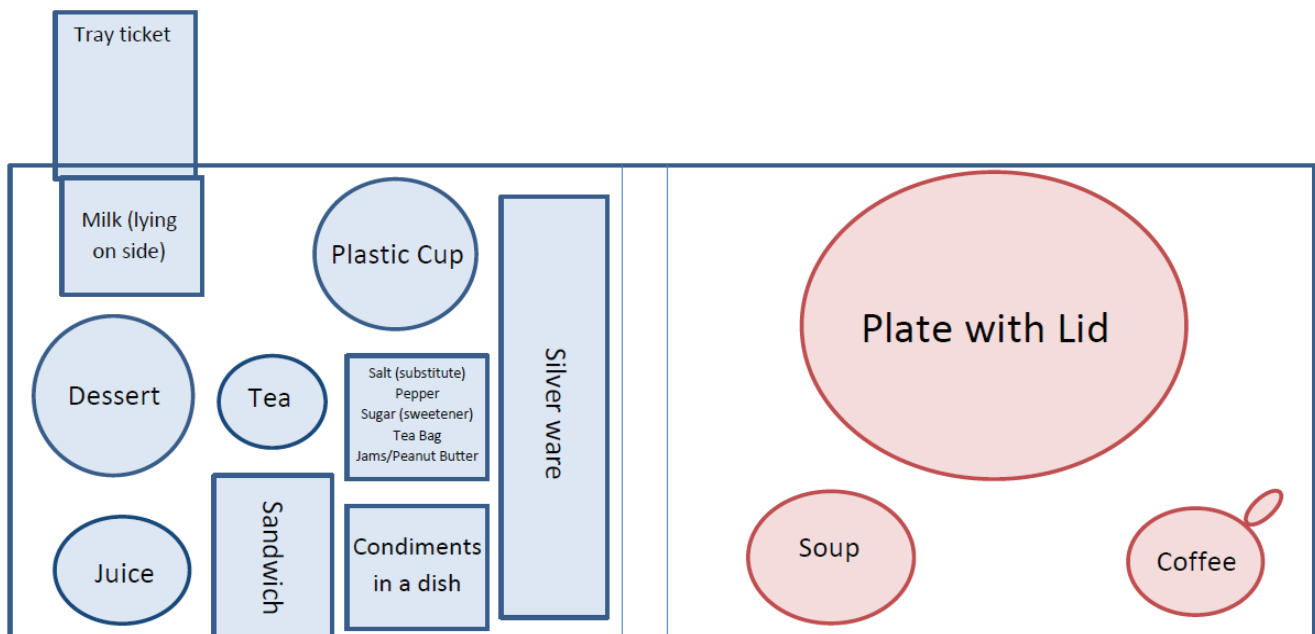 Tray ticket
Milk (lying
on side)
Plastic Cup
Silver ware
Plate with Lid
Dessert
Tea
Salt (substitute)
Pepper
Sugar (sweetener)
Tea Bag
Jams/Peanut Butter
Juice
Sandwich
Condiments
in a dish
Soup
Coffee